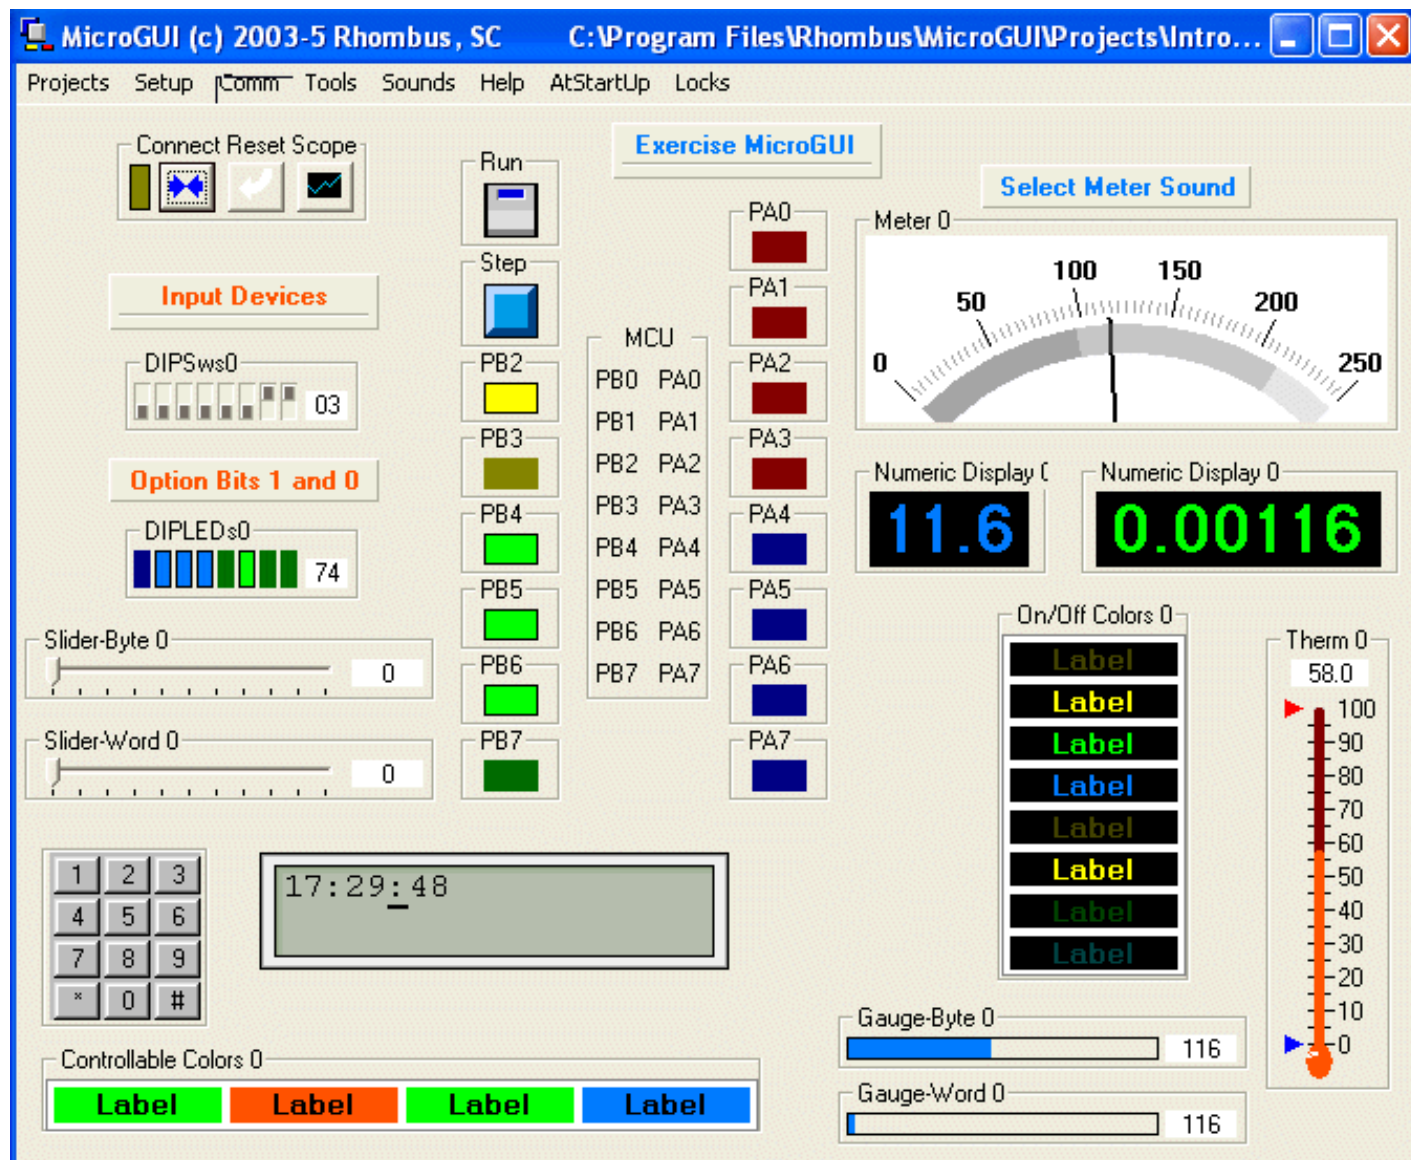 MicroGUI (c) 2003-5 Rhombus, SC C:\Program Files\Rhombus\MicroGUI\Projects\Intro...
Projects Setup Comm Tools Sounds Help AtStartUp Locks
Connect Reset Scope
Input Devices
DIPSws0
03
Option Bits 1 and 0
DIPLEDs0
74
Slider-Byte 0
0
Slider-Word 0
0
Run
Step
PB2
PB3
PB4
PB5
PB6
PB7
Exercise MicroGUI
MCU
PB0 PA0
PB1 PA1
PB2 PA2
PB3 PA3
PB4 PA4
PB5 PA5
PB6 PA6
PB7 PA7
PA0
PA1
PA2
PA3
PA4
PA5
PA6
PA7
Select Meter Sound
Meter 0
0 50 100 150 200 250
Numeric Display 0
11.6
Numeric Display 0
0.00116
On/Off Colors 0
Label
Label
Label
Label
Label
Label
Label
Label
Therm 0
58.0
100
90
80
70
60
50
40
30
20
10
0
1 2 3
4 5 6
7 8 9
* 0 #
17:29:48
Controllable Colors 0
Label Label Label Label
Gauge-Byte 0
116
Gauge-Word 0
116